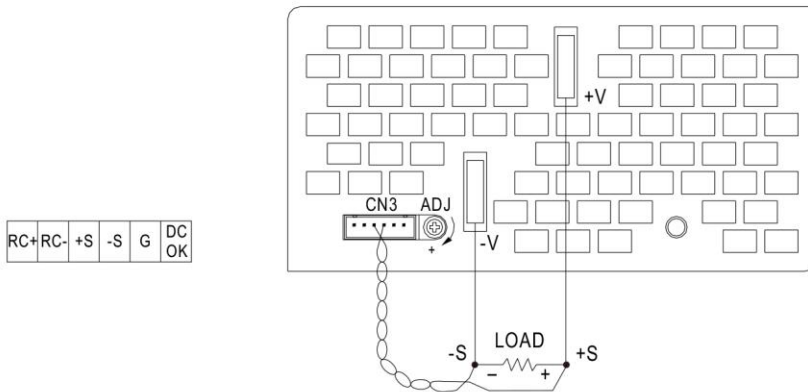 +V
CN3 ADJ
RC+ RC- +S -S G DC OK
+
-V
-S LOAD +S
− +